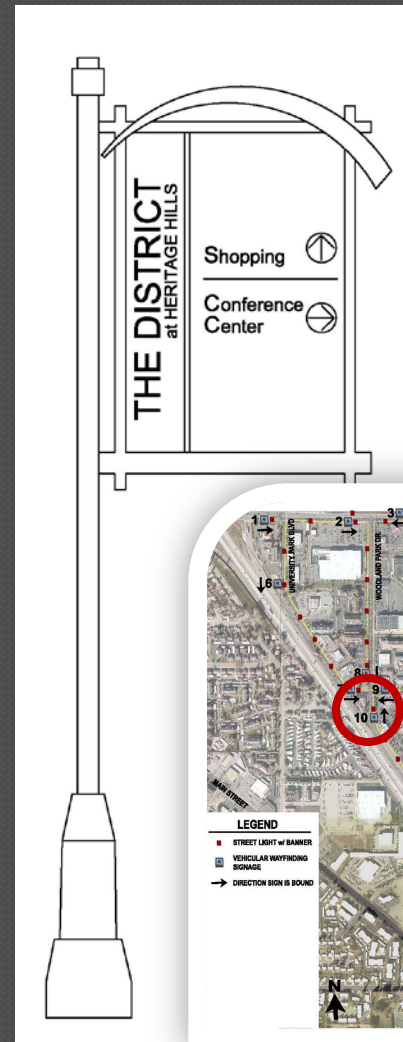 THE DISTRICT
at HERITAGE HILLS
Shopping
Conference
Center
1
2
3
UNIVERSITY PARK BLVD
WOODLAND PARK DR.
6
8
9
10
MAIN STREET
LEGEND
STREET LIGHT w/ BANNER
VEHICULAR WAYFINDING
SIGNAGE
DIRECTION SIGN IS BOUND
N